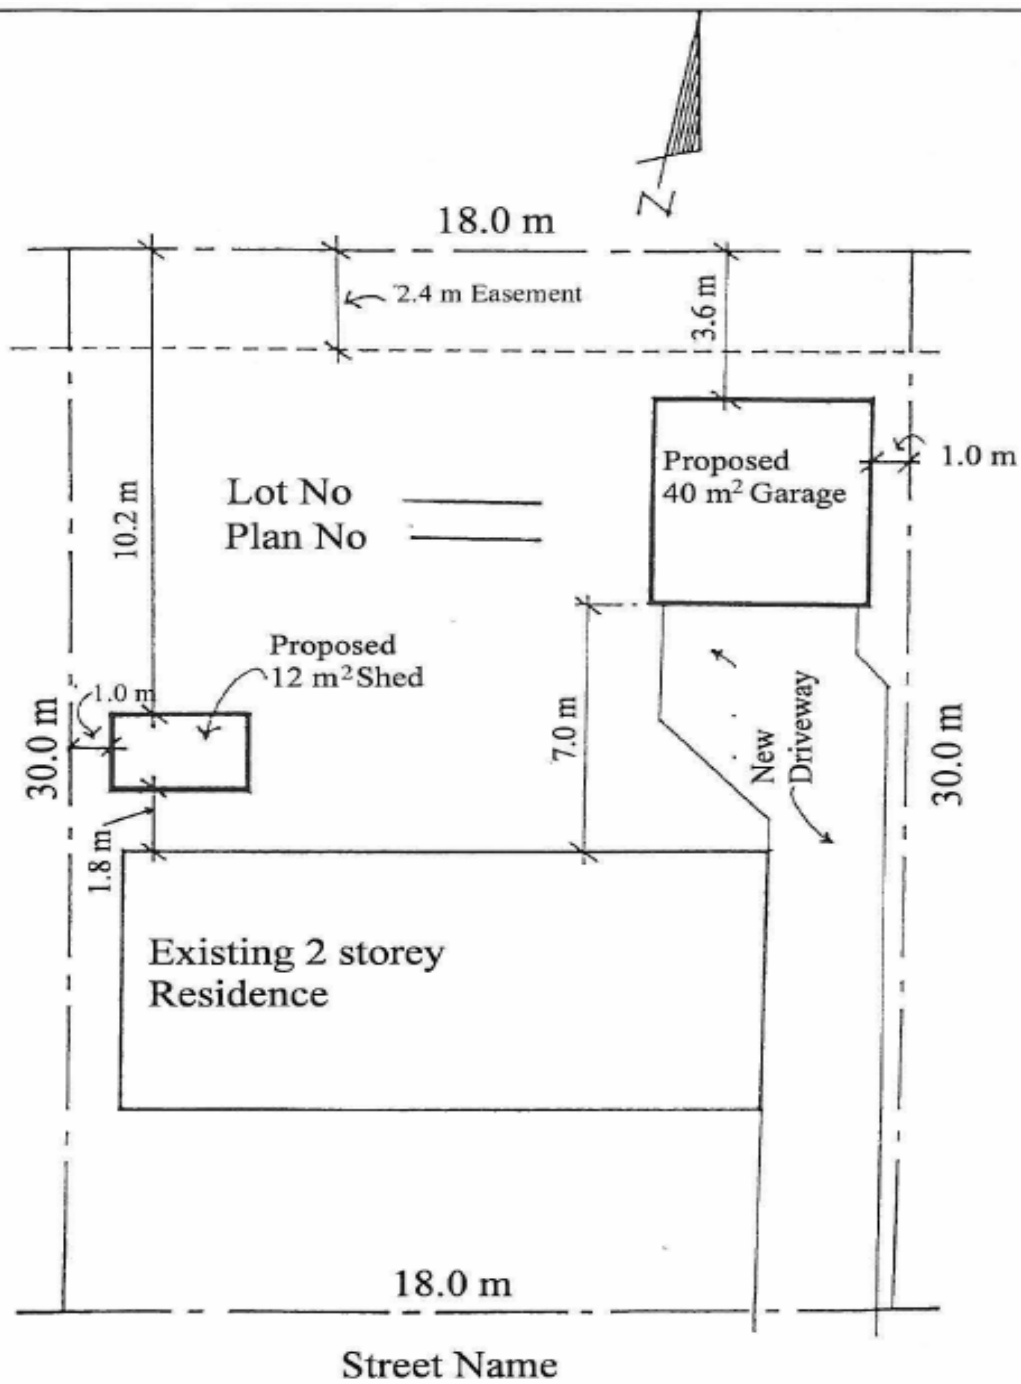 N
18.0 m
2.4 m Easement
3.6 m
1.0 m
Proposed
40 m² Garage
Lot No
Plan No
10.2 m
Proposed
12 m² Shed
1.0 m
30.0 m
7.0 m
New
Driveway
30.0 m
1.8 m
Existing 2 storey
Residence
18.0 m
Street Name